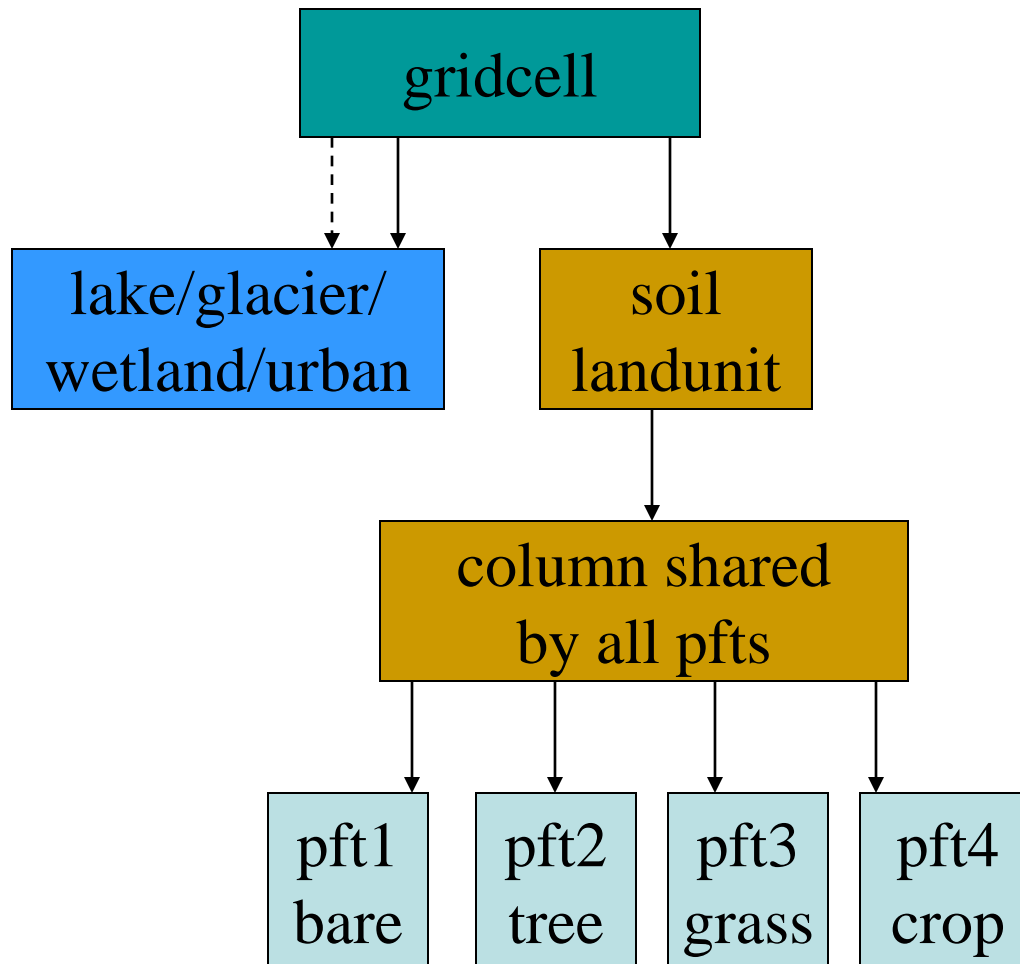 gridcell
lake/glacier/
wetland/urban
soil
landunit
column shared
by all pfts
pft1
bare
pft2
tree
pft3
grass
pft4
crop